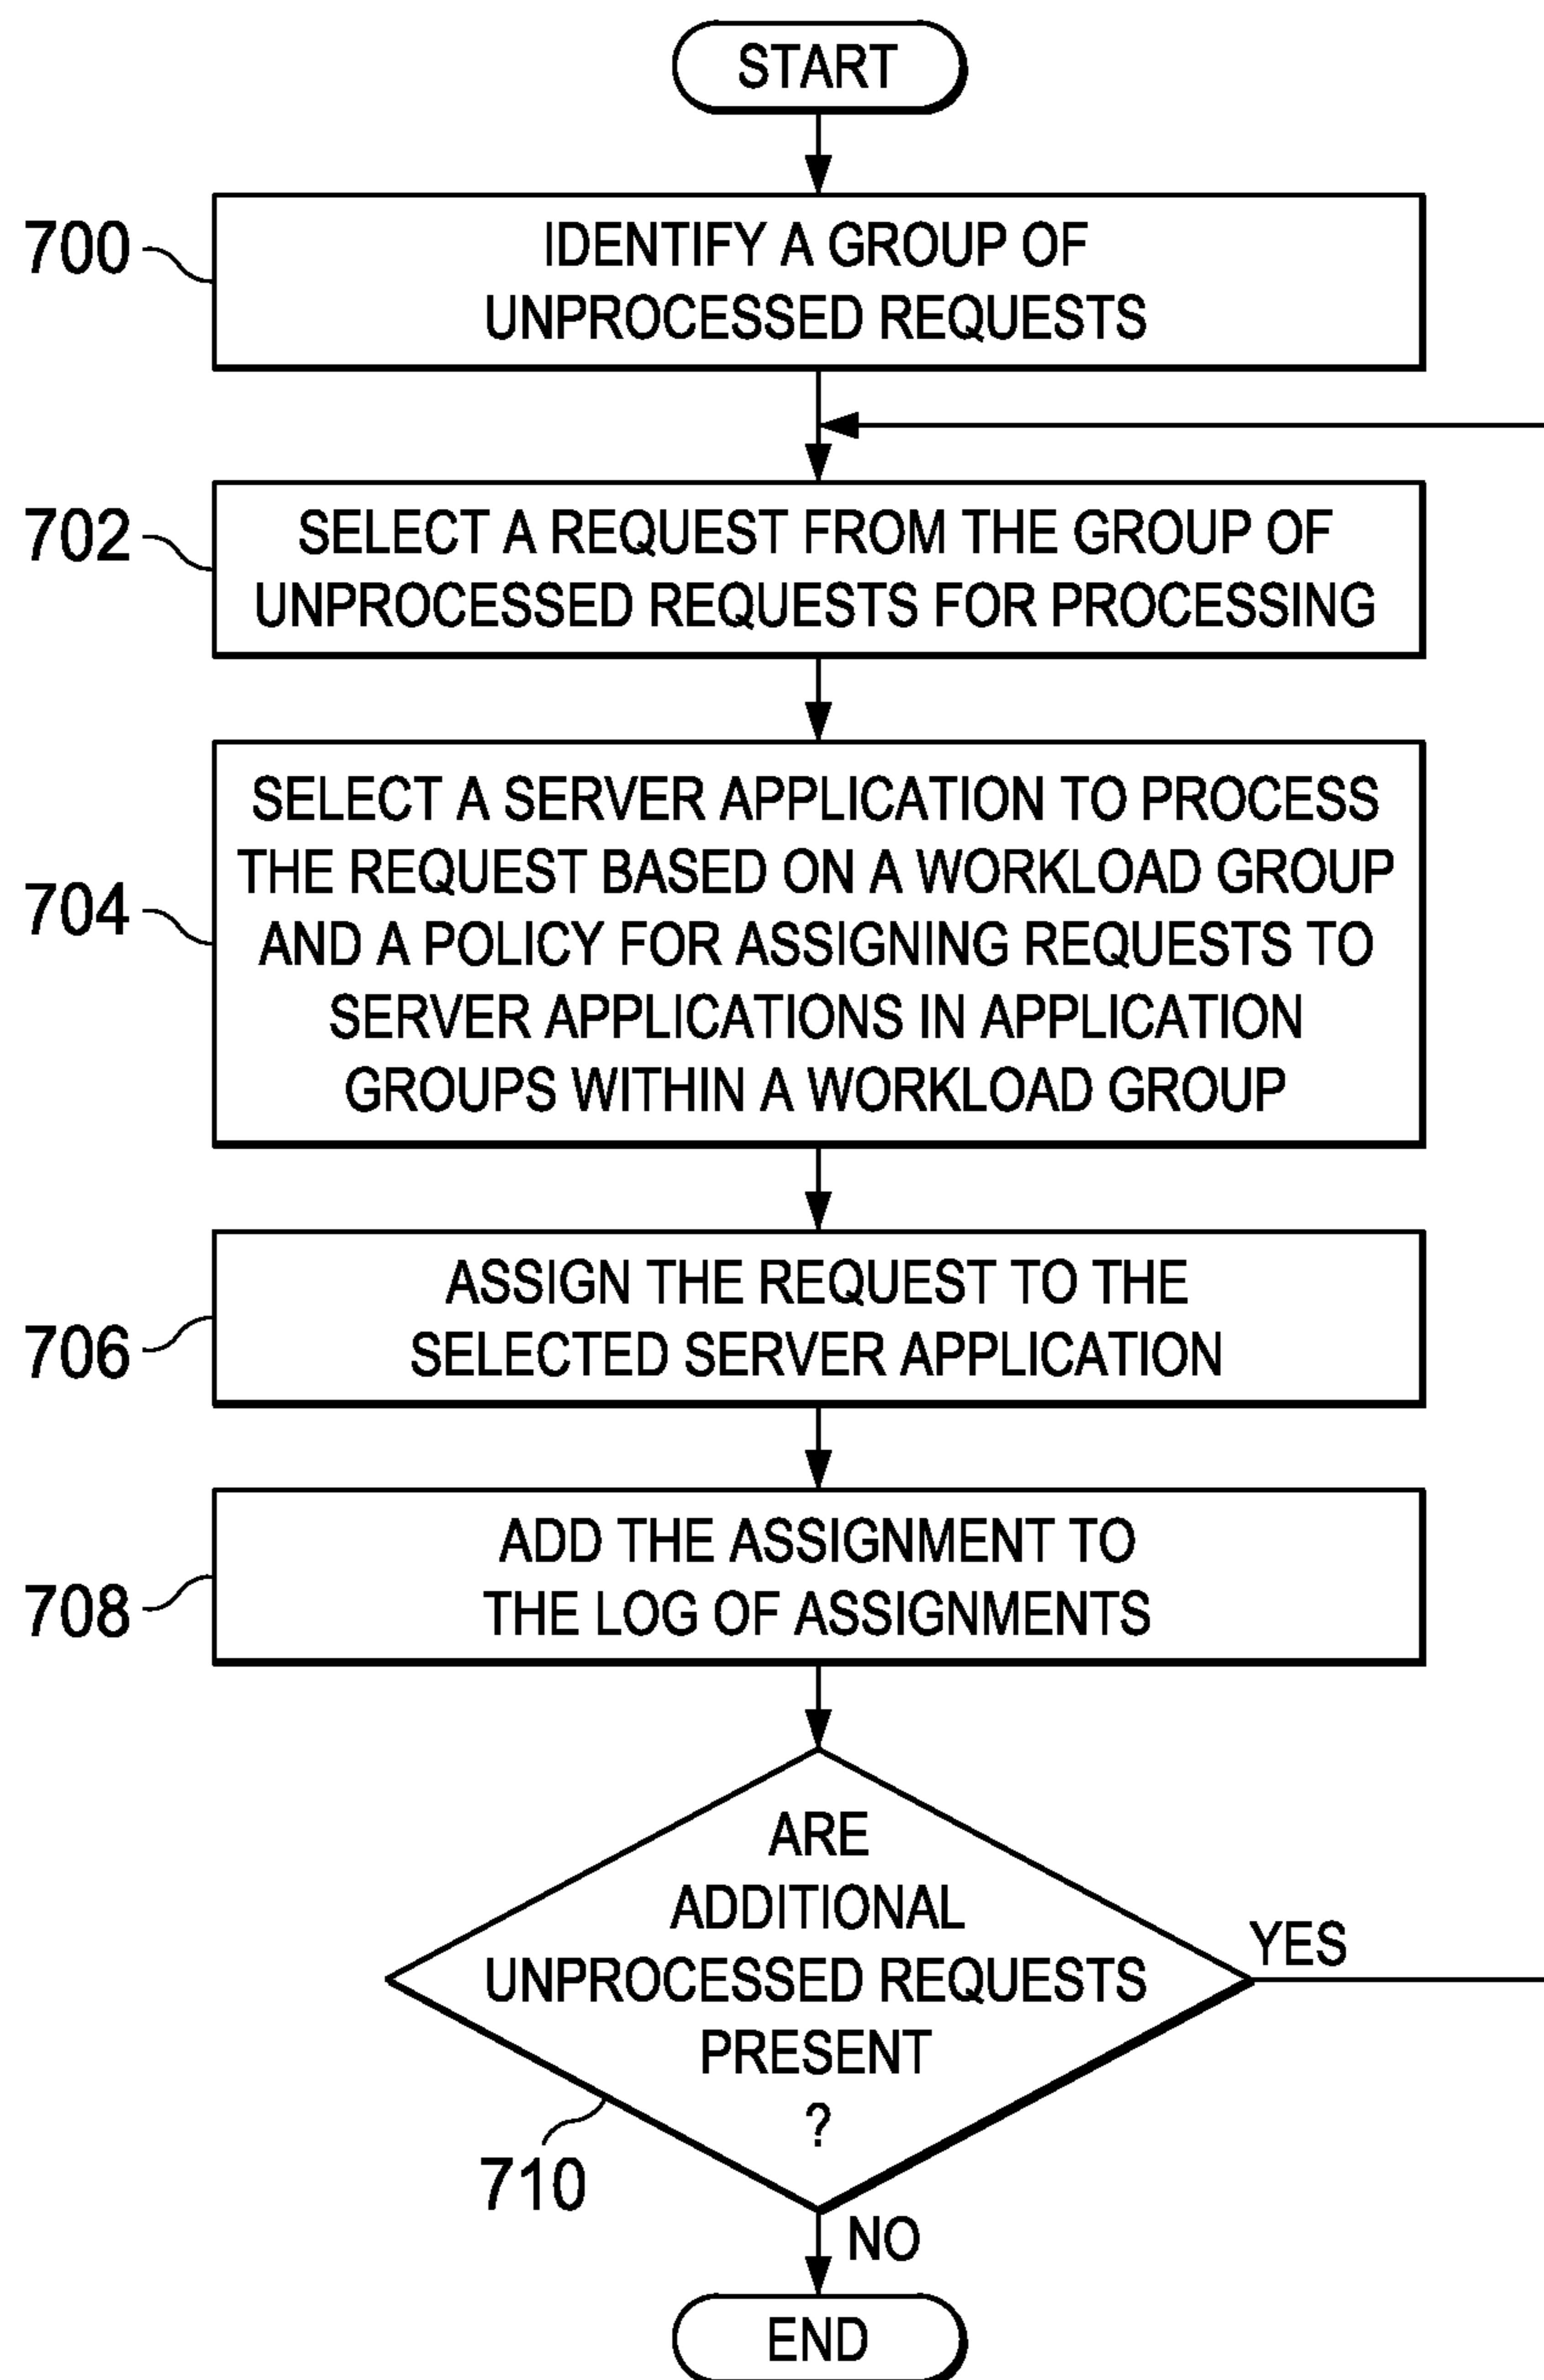 START
700
IDENTIFY A GROUP OF
UNPROCESSED REQUESTS
702
SELECT A REQUEST FROM THE GROUP OF
UNPROCESSED REQUESTS FOR PROCESSING
704
SELECT A SERVER APPLICATION TO PROCESS
THE REQUEST BASED ON A WORKLOAD GROUP
AND A POLICY FOR ASSIGNING REQUESTS TO
SERVER APPLICATIONS IN APPLICATION
GROUPS WITHIN A WORKLOAD GROUP
706
ASSIGN THE REQUEST TO THE
SELECTED SERVER APPLICATION
708
ADD THE ASSIGNMENT TO
THE LOG OF ASSIGNMENTS
ARE
ADDITIONAL
UNPROCESSED REQUESTS
PRESENT
?
YES
710
NO
END